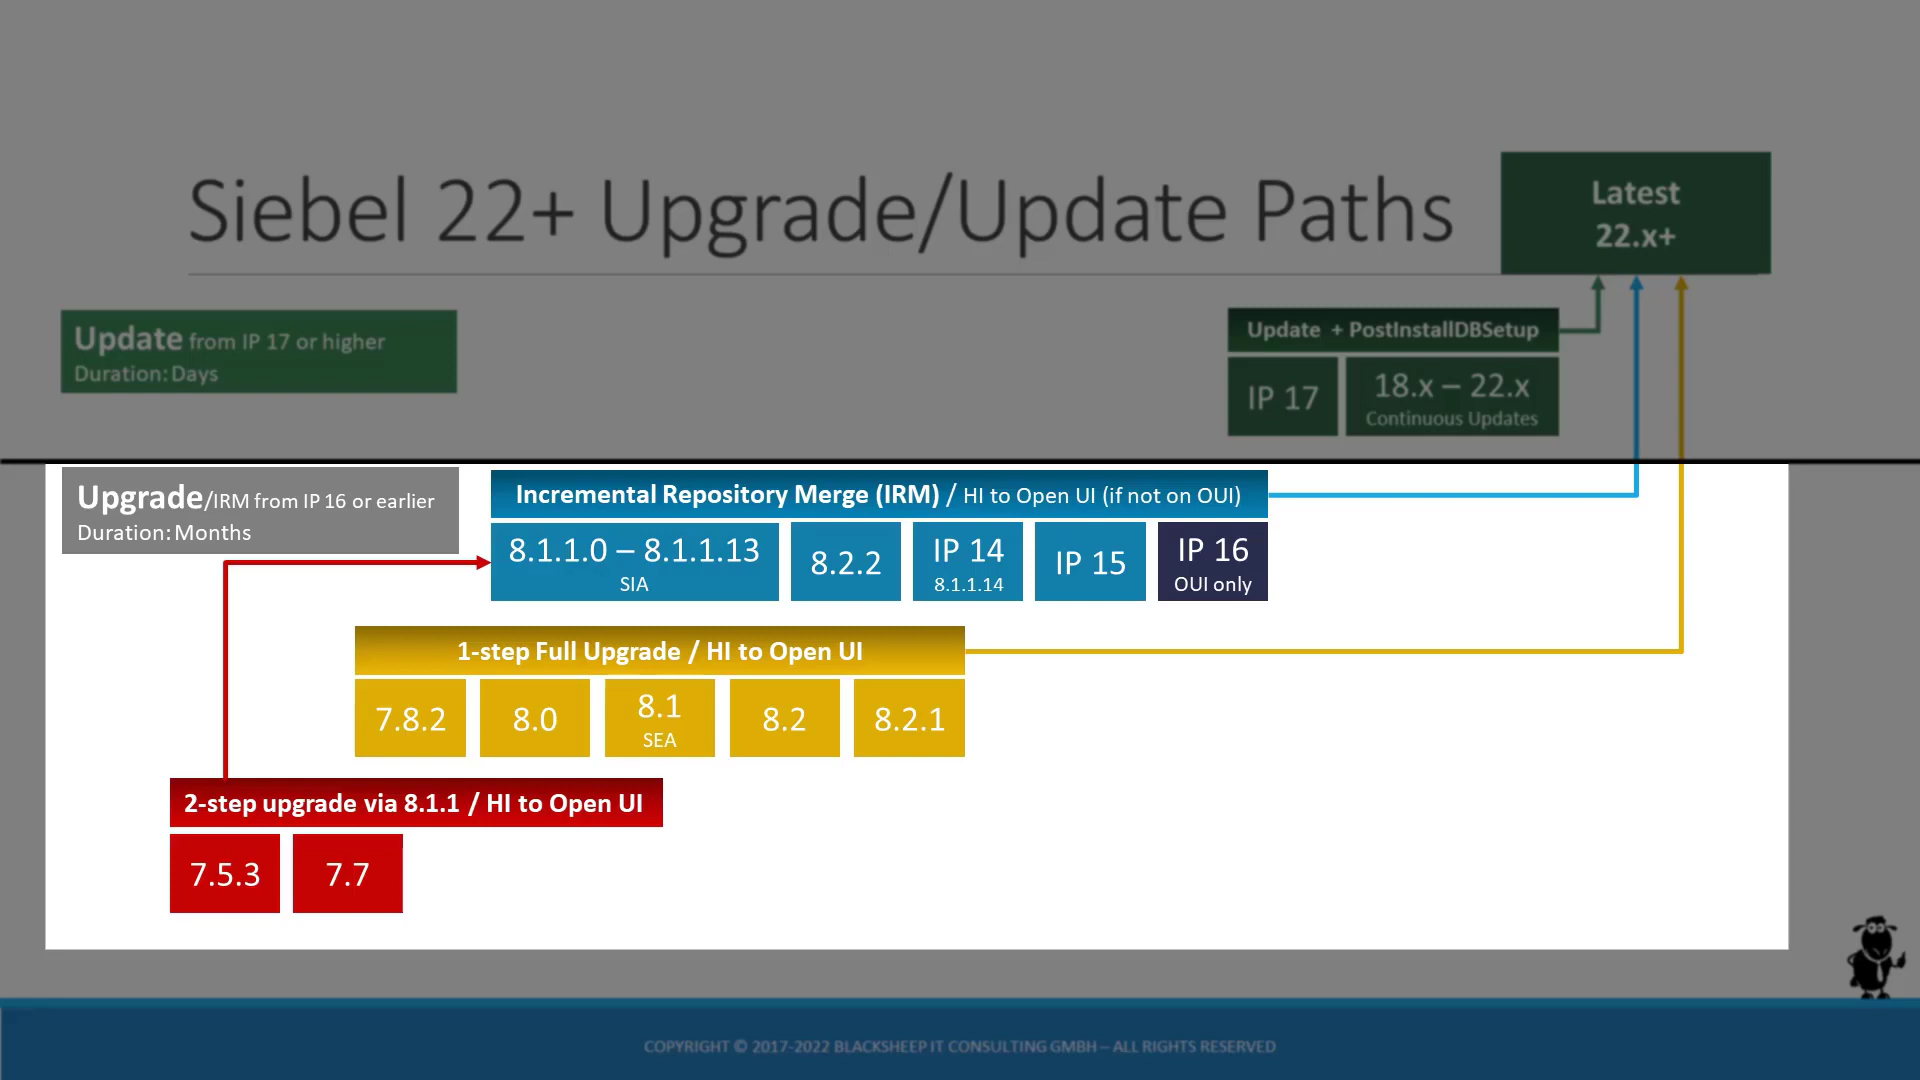 Siebel 22+ Upgrade/Update Paths
Latest
22.x+
Update from IP 17 or higher
Duration: Days
Update + PostInstallDBSetup
IP 17
18.x – 22.x
Continuous Updates
Upgrade/IRM from IP 16 or earlier
Duration: Months
Incremental Repository Merge (IRM) / HI to Open UI (if not on OUI)
8.1.1.0 – 8.1.1.13
SIA
8.2.2
IP 14
8.1.1.14
IP 15
IP 16
OUI only
1-step Full Upgrade / HI to Open UI
7.8.2
8.0
8.1
SEA
8.2
8.2.1
2-step upgrade via 8.1.1 / HI to Open UI
7.5.3
7.7
COPYRIGHT © 2017-2022 BLACKSHEEP IT CONSULTING GMBH – ALL RIGHTS RESERVED